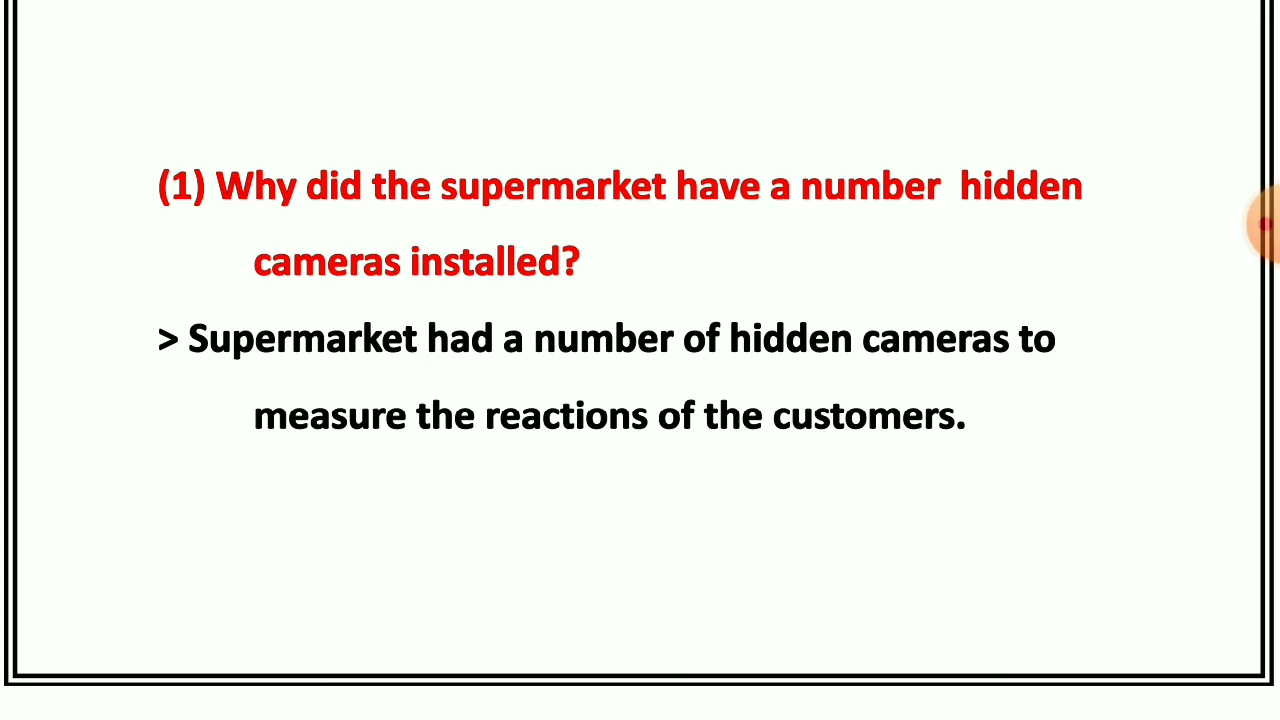 (1) Why did the supermarket have a number  hidden
cameras installed?
> Supermarket had a number of hidden cameras to
measure the reactions of the customers.